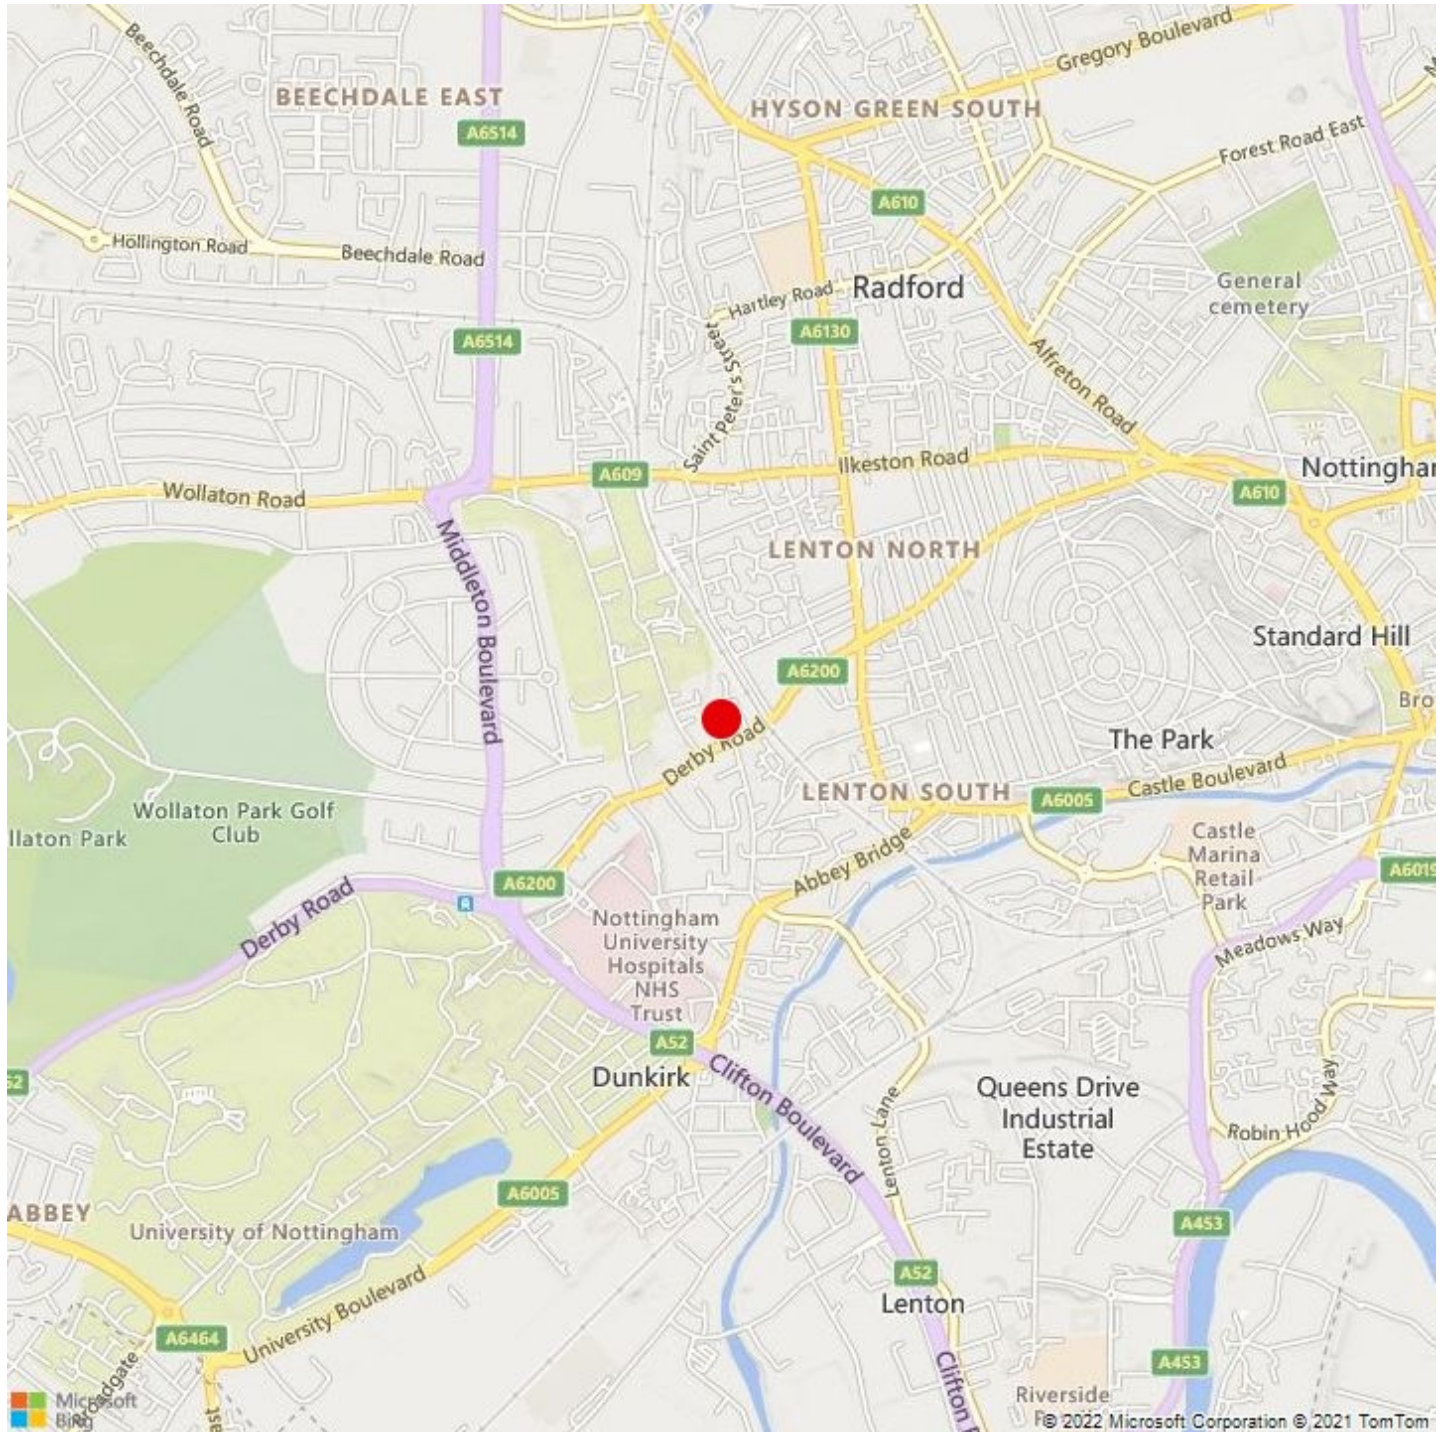 Beechdale Road
BEECHDALE EAST
A6514
HYSON GREEN SOUTH
Gregory Boulevard
Forest Road East
A610
Hollington Road
Beechdale Road
Hartley Road
Radford
General
cemetery
A6514
A6130
Saint Peter's Street
Alfreton Road
A609
Ilkeston Road
Wollaton Road
A610
Middleton Boulevard
LENTON NORTH
Standard Hill
A6200
Derby Road
The Park
LENTON SOUTH
A6005
Castle Boulevard
Wollaton Park Golf
Club
llaton Park
Abbey Bridge
Castle
Marina
Retail
Park
A6019
A6200
Derby Road
Nottingham
University
Hospitals
NHS
Trust
Meadows Way
A52
Dunkirk
Clifton Boulevard
Lenton Lane
Queens Drive
Industrial
Estate
Robin Hood Way
A6005
ABBEY
University of Nottingham
A453
University Boulevard
A52
Lenton
A6464
A453
Clifton
Riverside
Microsoft
Bing
© 2022 Microsoft Corporation © 2021 TomTom